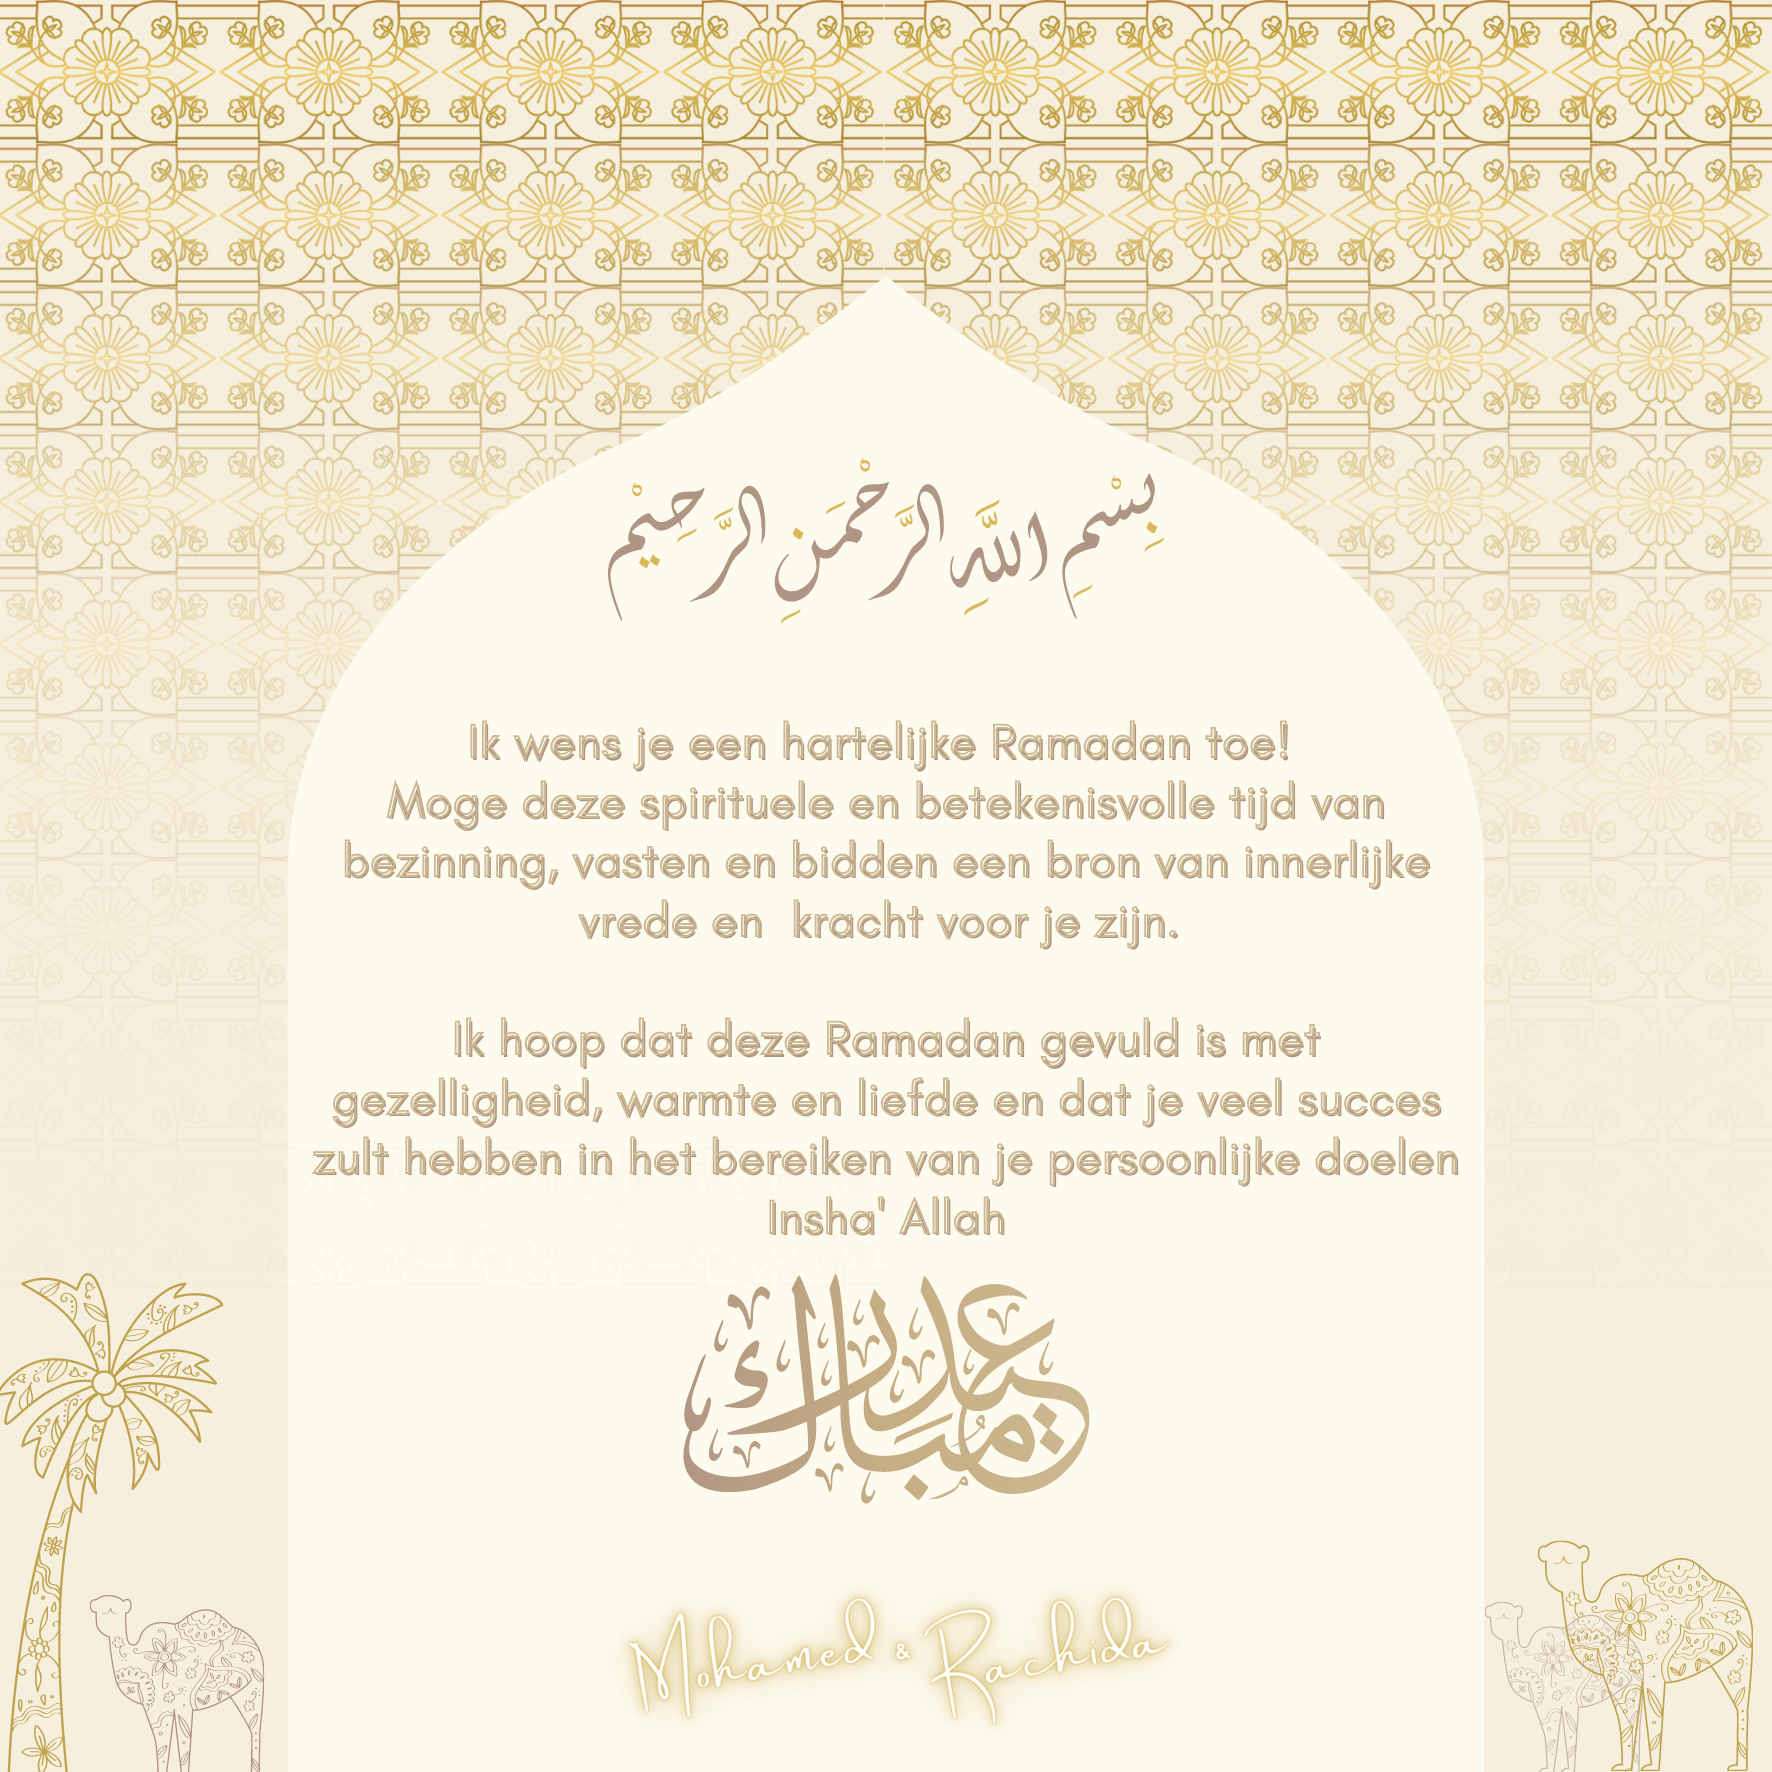 بِسْمِ اللَّهِ الرَّحْمَنِ الرَّحِيْمِ
Ik wens je een hartelijke Ramadan toe!
Moge deze spirituele en betekenisvolle tijd van
bezinning, vasten en bidden een bron van innerlijke
vrede en  kracht voor je zijn.
Ik hoop dat deze Ramadan gevuld is met
gezelligheid, warmte en liefde en dat je veel succes
zult hebben in het bereiken van je persoonlijke doelen
Insha' Allah
عيد مُبَارك
Mohamed & Rachida